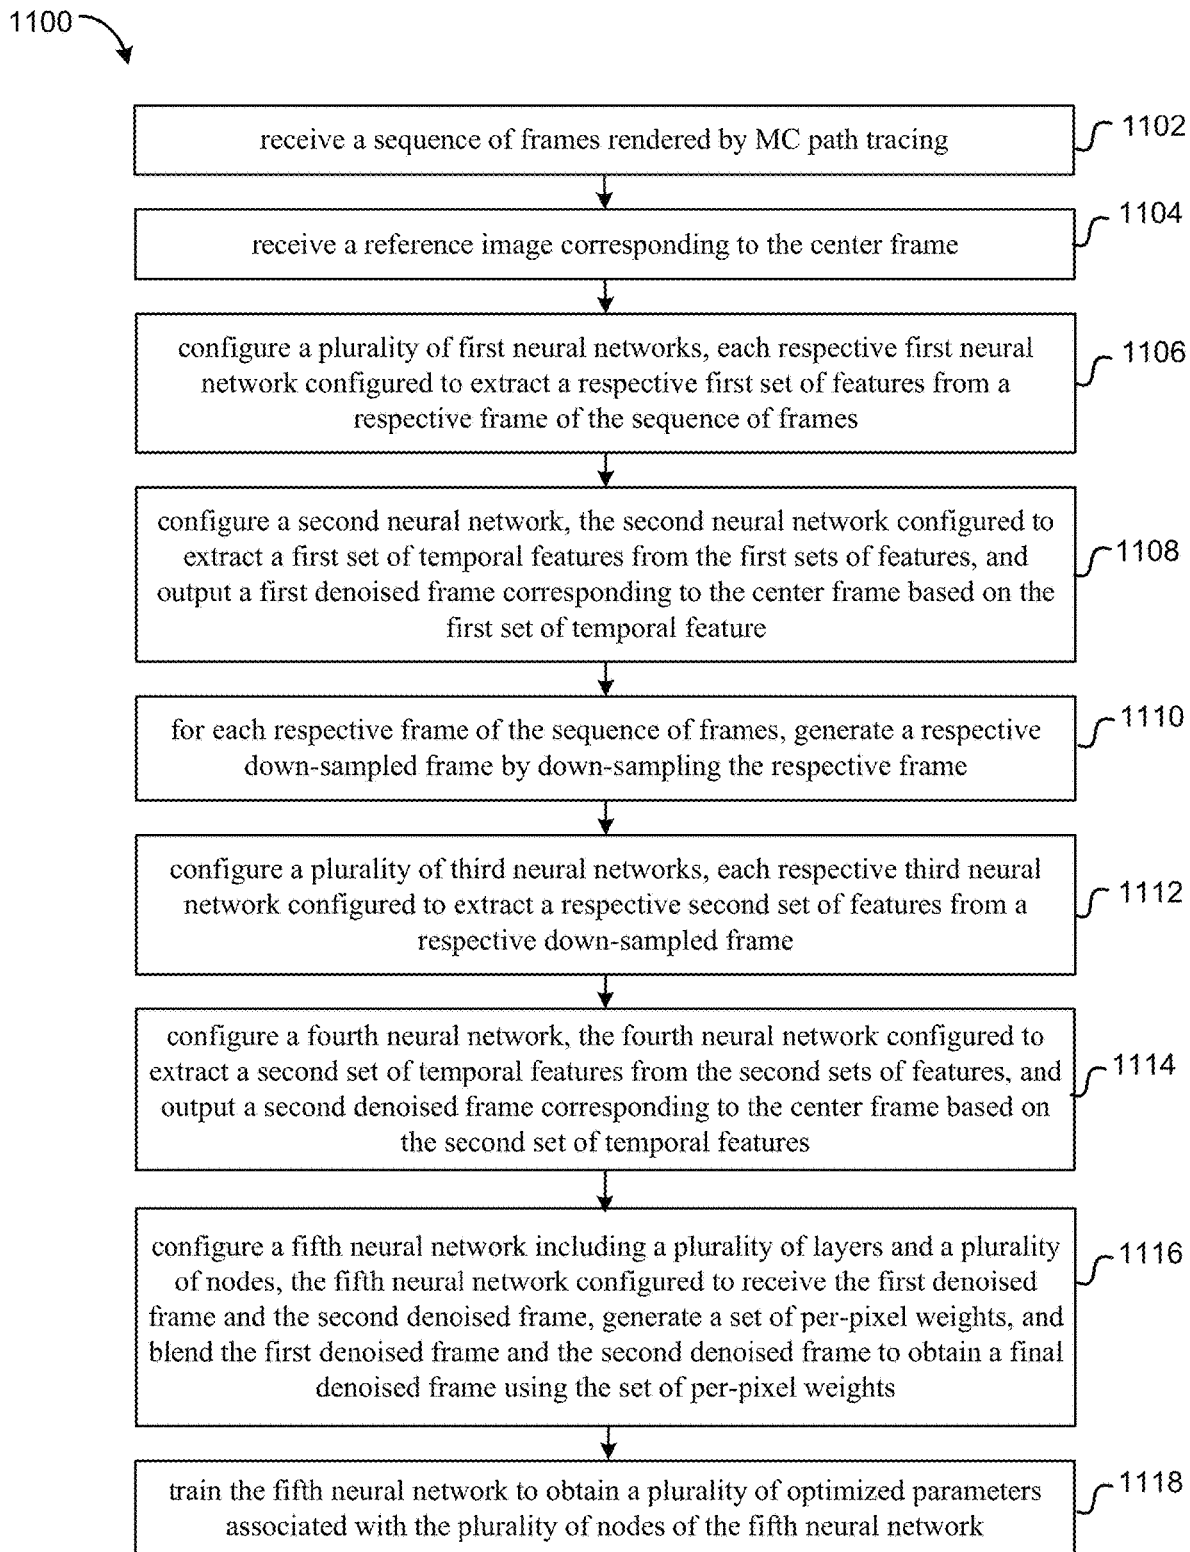 1100
receive a sequence of frames rendered by MC path tracing
1102
receive a reference image corresponding to the center frame
1104
configure a plurality of first neural networks, each respective first neural
network configured to extract a respective first set of features from a
respective frame of the sequence of frames
1106
configure a second neural network, the second neural network configured to
extract a first set of temporal features from the first sets of features, and
output a first denoised frame corresponding to the center frame based on the
first set of temporal feature
1108
for each respective frame of the sequence of frames, generate a respective
down-sampled frame by down-sampling the respective frame
1110
configure a plurality of third neural networks, each respective third neural
network configured to extract a respective second set of features from a
respective down-sampled frame
1112
configure a fourth neural network, the fourth neural network configured to
extract a second set of temporal features from the second sets of features, and
output a second denoised frame corresponding to the center frame based on
the second set of temporal features
1114
configure a fifth neural network including a plurality of layers and a plurality
of nodes, the fifth neural network configured to receive the first denoised
frame and the second denoised frame, generate a set of per-pixel weights, and
blend the first denoised frame and the second denoised frame to obtain a final
denoised frame using the set of per-pixel weights
1116
train the fifth neural network to obtain a plurality of optimized parameters
associated with the plurality of nodes of the fifth neural network
1118